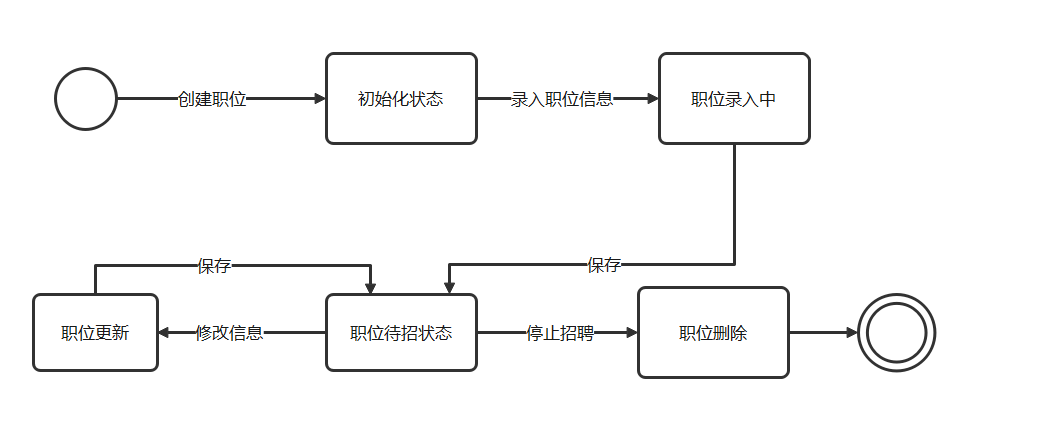 创建职位
初始化状态
录入职位信息
职位录入中
保存
保存
职位更新
修改信息
职位待招状态
停止招聘
职位删除